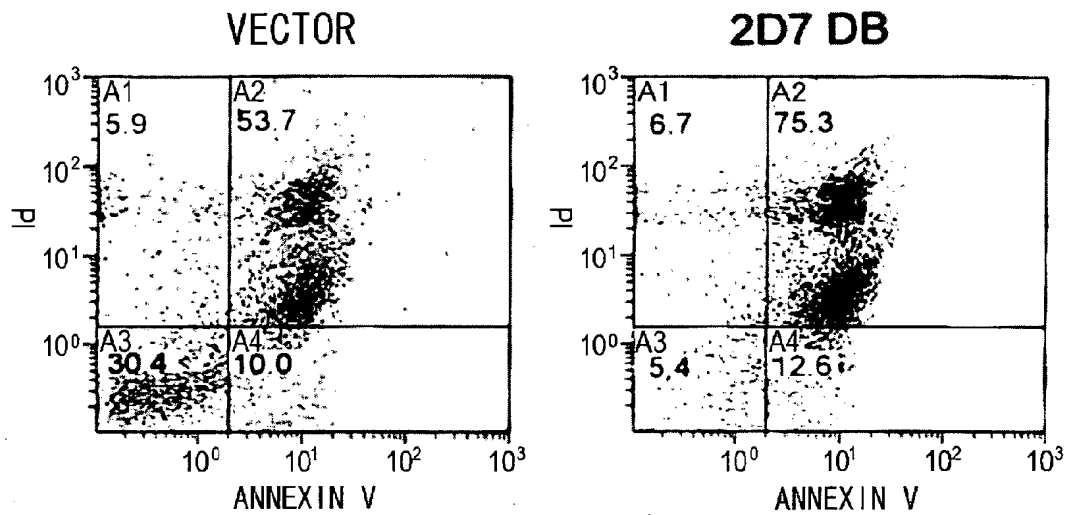 VECTOR
10³
A1
5.9
A2
53.7
10²
PI
10¹
10⁰
A3
30.4
A4
10.0
10⁰ 10¹ 10² 10³
ANNEXIN V
2D7 DB
10³
A1
6.7
A2
75.3
10²
PI
10¹
10⁰
A3
5.4
A4
12.6
10⁰ 10¹ 10² 10³
ANNEXIN V